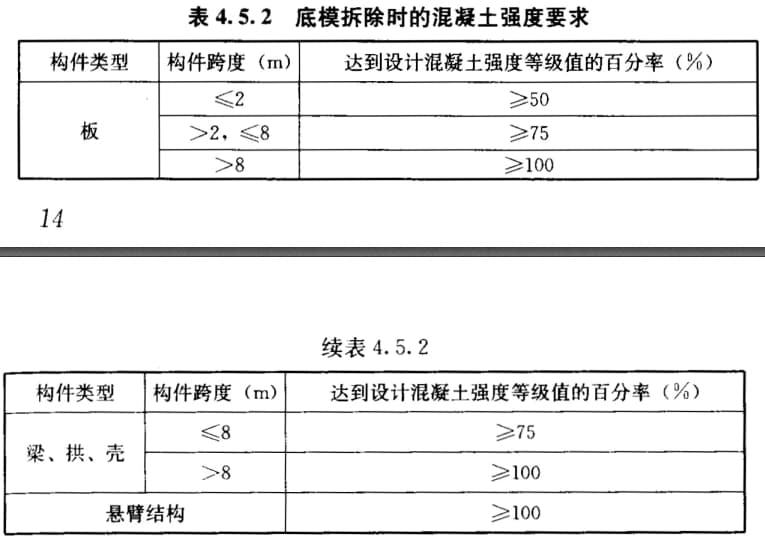 表 4.5.2 底模拆除时的混凝土强度要求
构件类型 构件跨度（m） 达到设计混凝土强度等级值的百分率（%）
板 ≤2 ≥50
>2，≤8 ≥75
>8 ≥100
14
续表 4.5.2
构件类型 构件跨度（m） 达到设计混凝土强度等级值的百分率（%）
梁、拱、壳 ≤8 ≥75
>8 ≥100
悬臂结构 ≥100